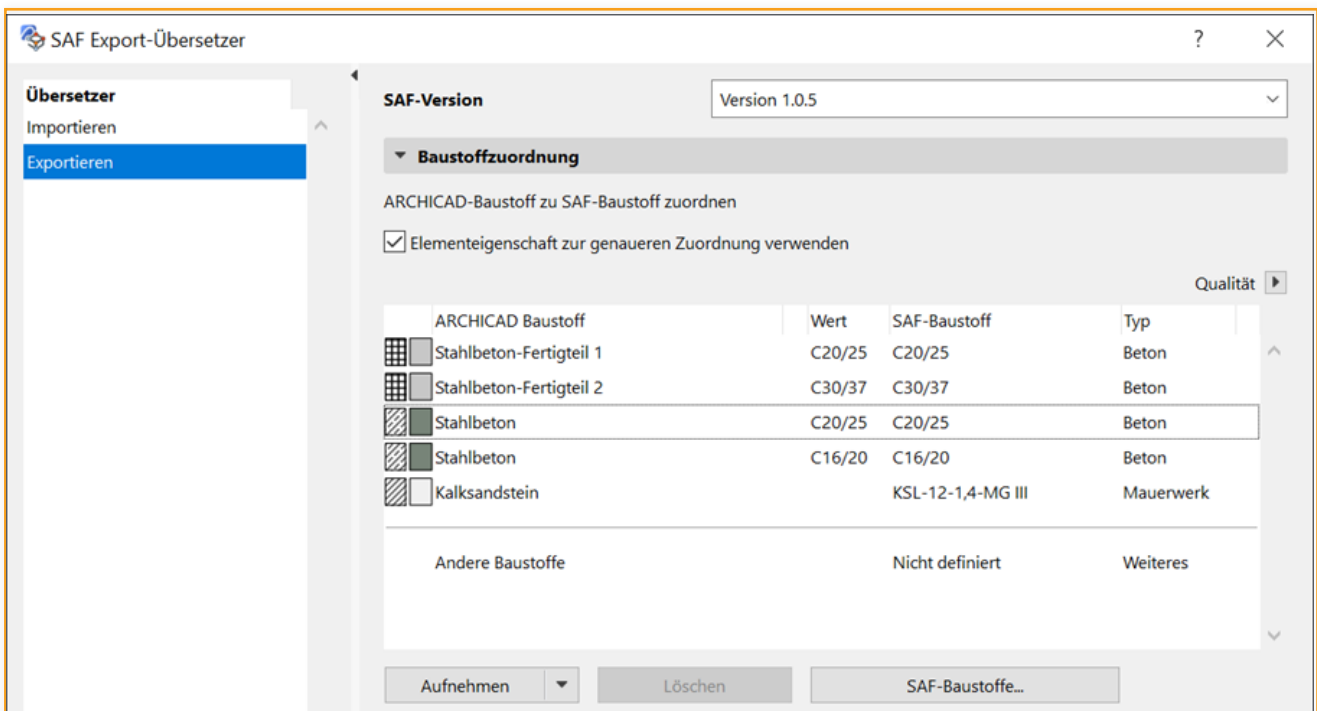 SAF Export-Übersetzer ?
Übersetzer
Importieren
Exportieren
SAF-Version Version 1.0.5
Baustoffzuordnung
ARCHICAD-Baustoff zu SAF-Baustoff zuordnen
Elementeigenschaft zur genaueren Zuordnung verwenden
Qualität
ARCHICAD Baustoff Wert SAF-Baustoff Typ
Stahlbeton-Fertigteil 1 C20/25 C20/25 Beton
Stahlbeton-Fertigteil 2 C30/37 C30/37 Beton
Stahlbeton C20/25 C20/25 Beton
Stahlbeton C16/20 C16/20 Beton
Kalksandstein KSL-12-1,4-MG III Mauerwerk
Andere Baustoffe Nicht definiert Weiteres
Aufnehmen Löschen SAF-Baustoffe...